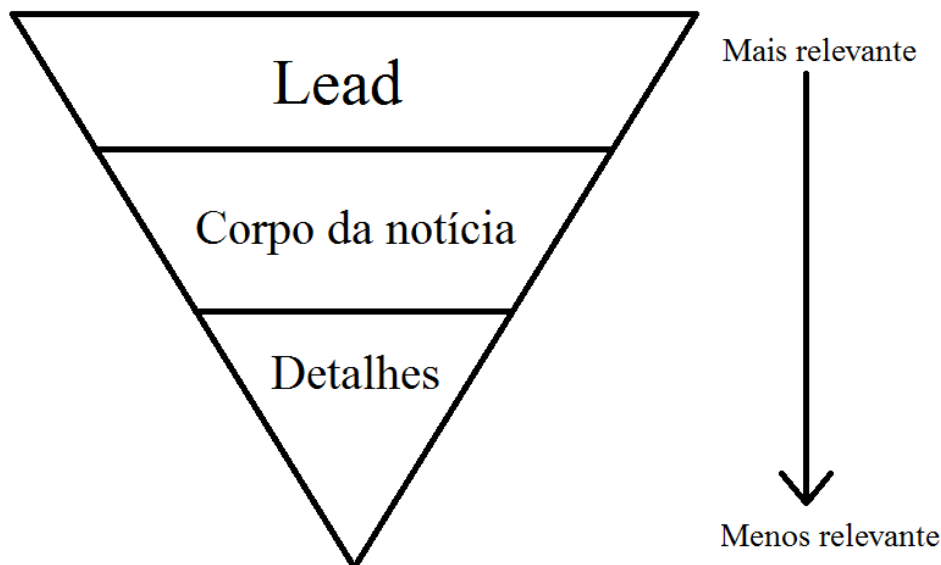 Lead
Mais relevante
Corpo da notícia
Detalhes
Menos relevante